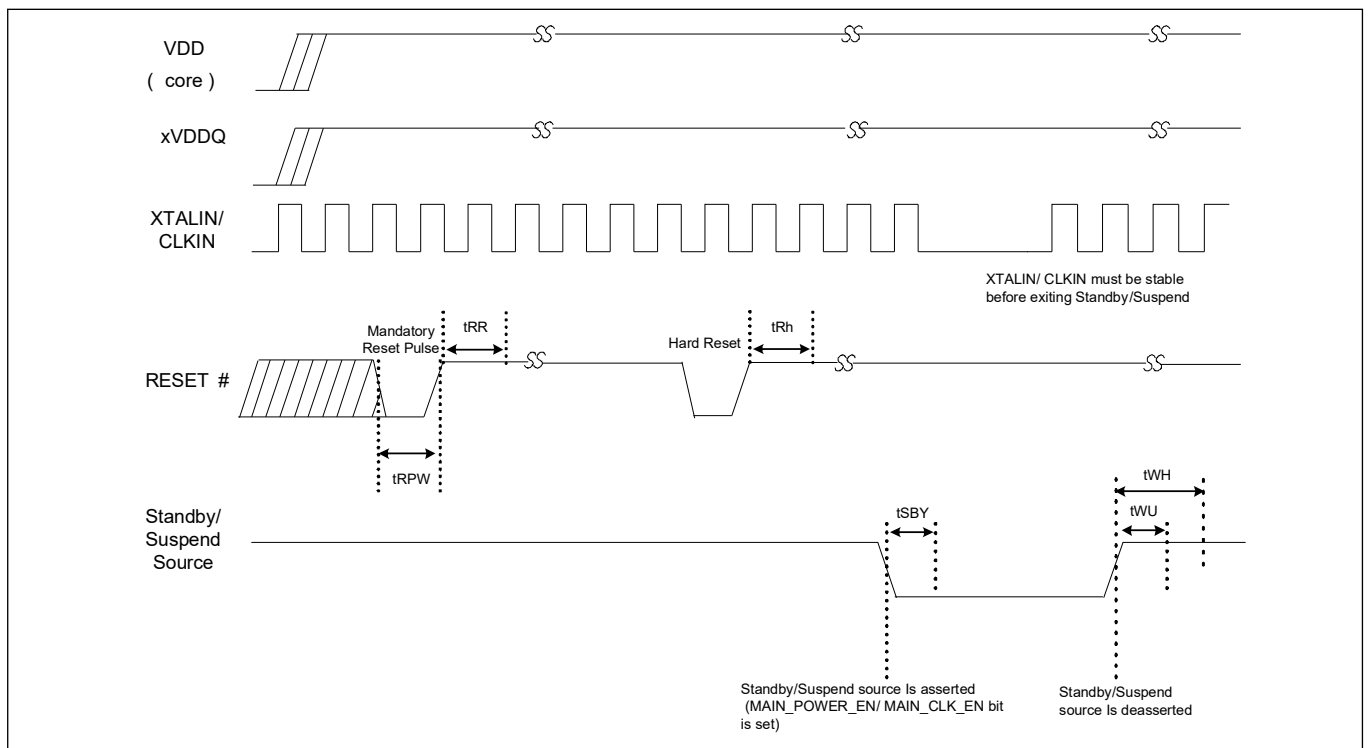 VDD
( core )
xVDDQ
XTALIN/
CLKIN
XTALIN/ CLKIN must be stable
before exiting Standby/Suspend
Mandatory
Reset Pulse
tRR
Hard Reset
tRh
RESET #
tRPW
tWH
tSBY
tWU
Standby/
Suspend
Source
Standby/Suspend source Is asserted
(MAIN_POWER_EN/ MAIN_CLK_EN bit
is set)
Standby/Suspend
source Is deasserted